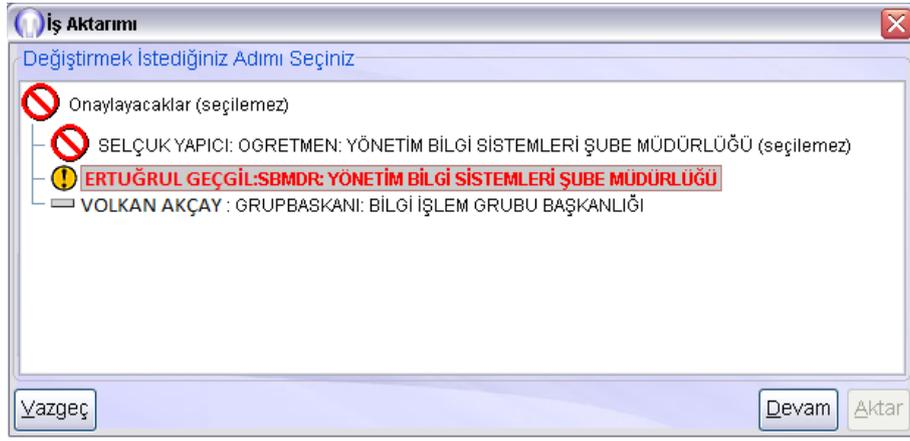 İş Aktarımı
Değiştirmek İstediğiniz Adımı Seçiniz
Onaylayacaklar (seçilemez)
SELÇUK YAPICI: OGRETMEN: YÖNETİM BİLGİ SİSTEMLERİ ŞUBE MÜDÜRLÜĞÜ (seçilemez)
ERTUĞRUL GEÇGİL:SBMDR: YÖNETİM BİLGİ SİSTEMLERİ ŞUBE MÜDÜRLÜĞÜ
VOLKAN AKÇAY : GRUPBASKANI: BİLGİ İŞLEM GRUBU BAŞKANLIĞI
Vazgeç Devam Aktar